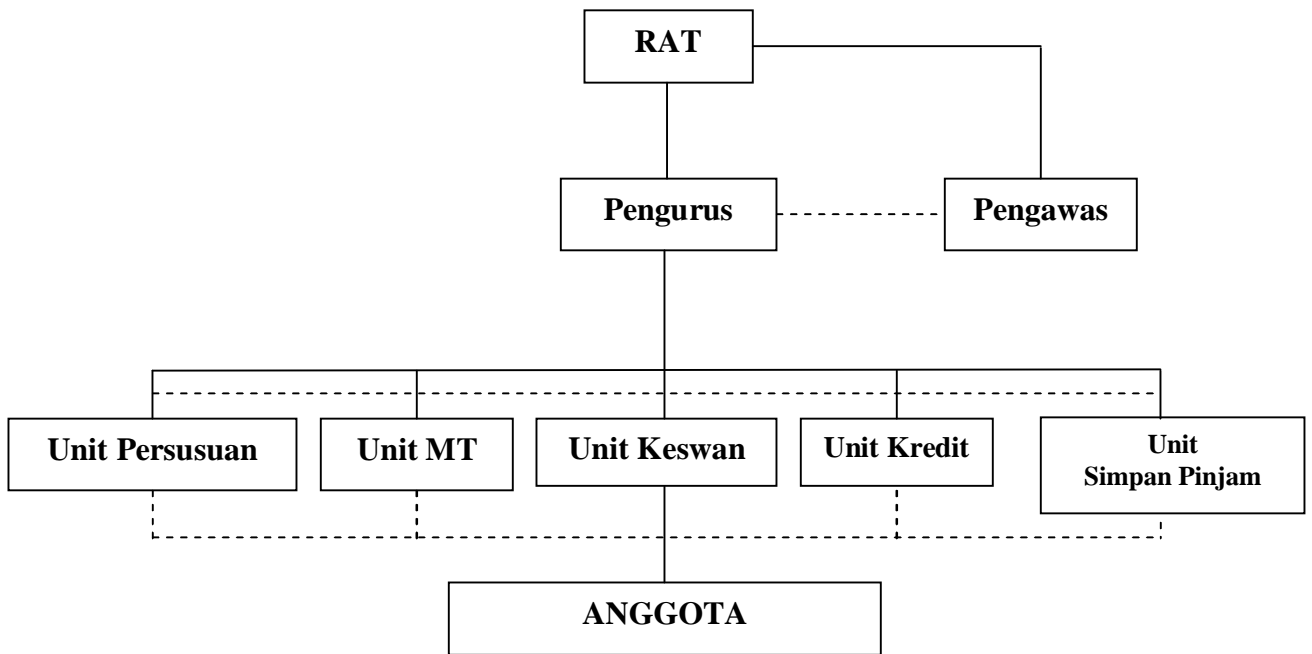 RAT
Pengurus
Pengawas
Unit Persusuan
Unit MT
Unit Keswan
Unit Kredit
Unit
Simpan Pinjam
ANGGOTA